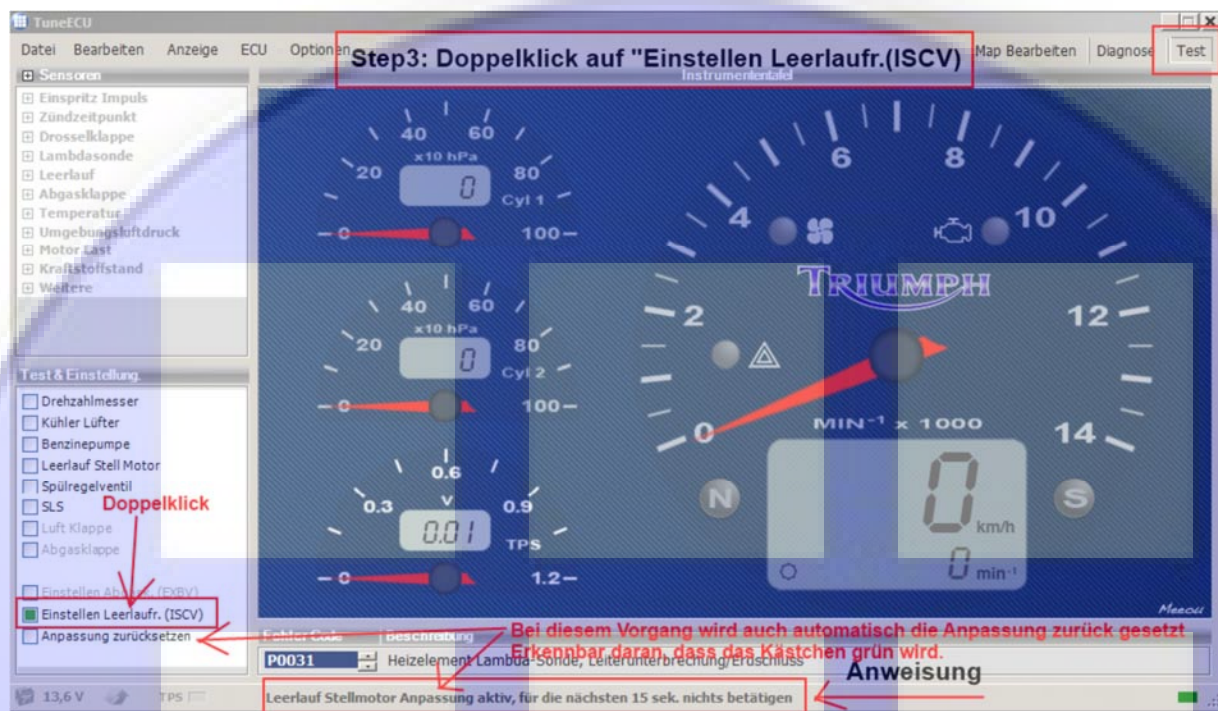 TuneECU
Datei Bearbeiten Anzeige ECU Optionen
Step3: Doppelklick auf "Einstellen Leerlaufr.(ISCV)
Map Bearbeiten Diagnose Test
Sensoren
Instrumententafel
Einspritz Impuls
Zündzeitpunkt
Drosselklappe
Lambdasonde
Leerlauf
Abgasklappe
Temperatur
Umgebungsluftdruck
Motor Last
Kraftstoffstand
Weitere
0 20 40 60 80 100
x10 hPa
0
Cyl 1
0 20 40 60 80 100
x10 hPa
0
Cyl 2
0 0.3 0.6 0.9 1.2
V
0.01
TPS
0 2 4 6 8 10 12 14
TRIUMPH
MIN-1 x 1000
N
0 km/h
0 min-1
S
Meeou
Test & Einstellung.
Drehzahlmesser
Kühler Lüfter
Benzinepumpe
Leerlauf Stell Motor
Spülregelventil
SLS
Doppelklick
Luft Klappe
Abgasklappe
Einstellen (EXBV)
Einstellen Leerlaufr. (ISCV)
Anpassung zurücksetzen
Fehler Code Beschreibung
Bei diesem Vorgang wird auch automatisch die Anpassung zurück gesetzt
Erkennbar daran, dass das Kästchen grün wird.
P0031 Heizelement Lambda-Sonde, Leiterunterbrechung/Erdschluss
Anweisung
13,6 V TPS
Leerlauf Stellmotor Anpassung aktiv, für die nächsten 15 sek. nichts betätigen